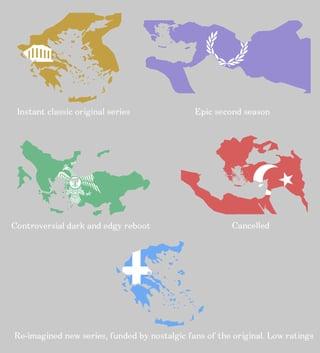 Instant classic original series
Epic second season
Controversial dark and edgy reboot
Cancelled
Re-imagined new series, funded by nostalgic fans of the original. Low ratings